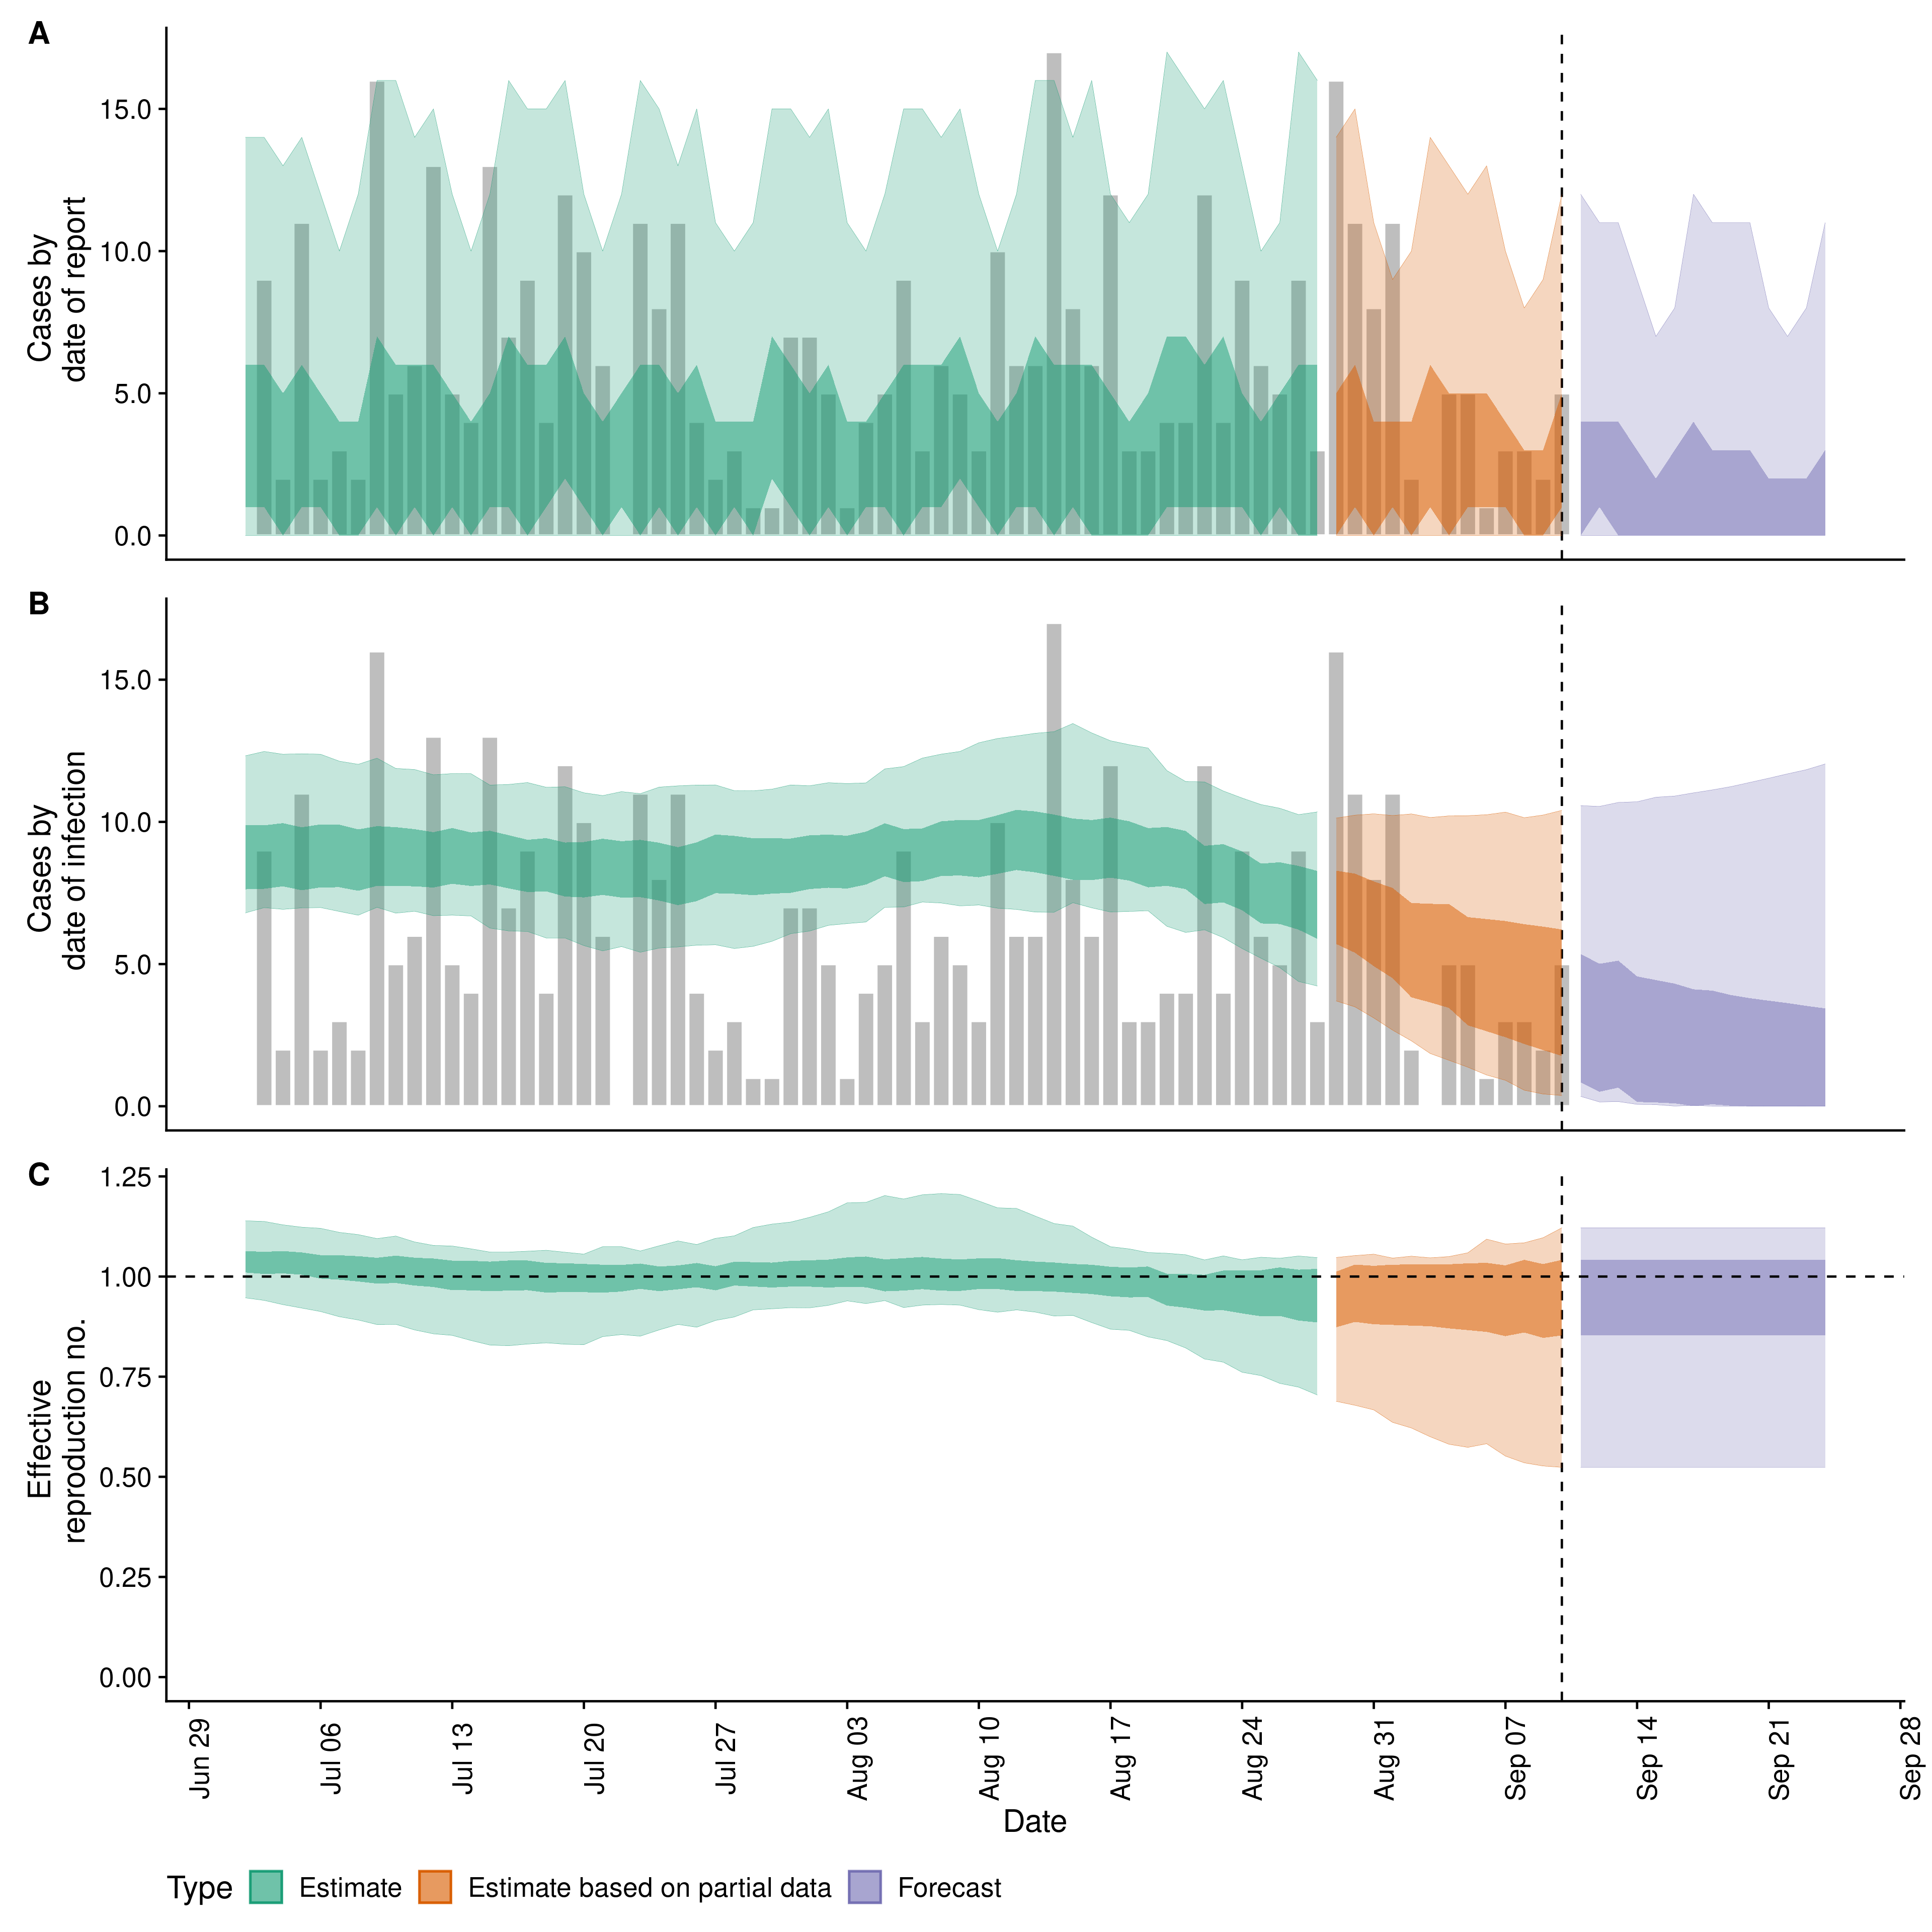 A
Cases by
date of report
15.0
10.0
5.0
0.0
B
Cases by
date of infection
15.0
10.0
5.0
0.0
C
Effective
reproduction no.
1.25
1.00
0.75
0.50
0.25
0.00
Jun 29
Jul 06
Jul 13
Jul 20
Jul 27
Aug 03
Aug 10
Aug 17
Aug 24
Aug 31
Sep 07
Sep 14
Sep 21
Sep 28
Date
Type Estimate Estimate based on partial data Forecast